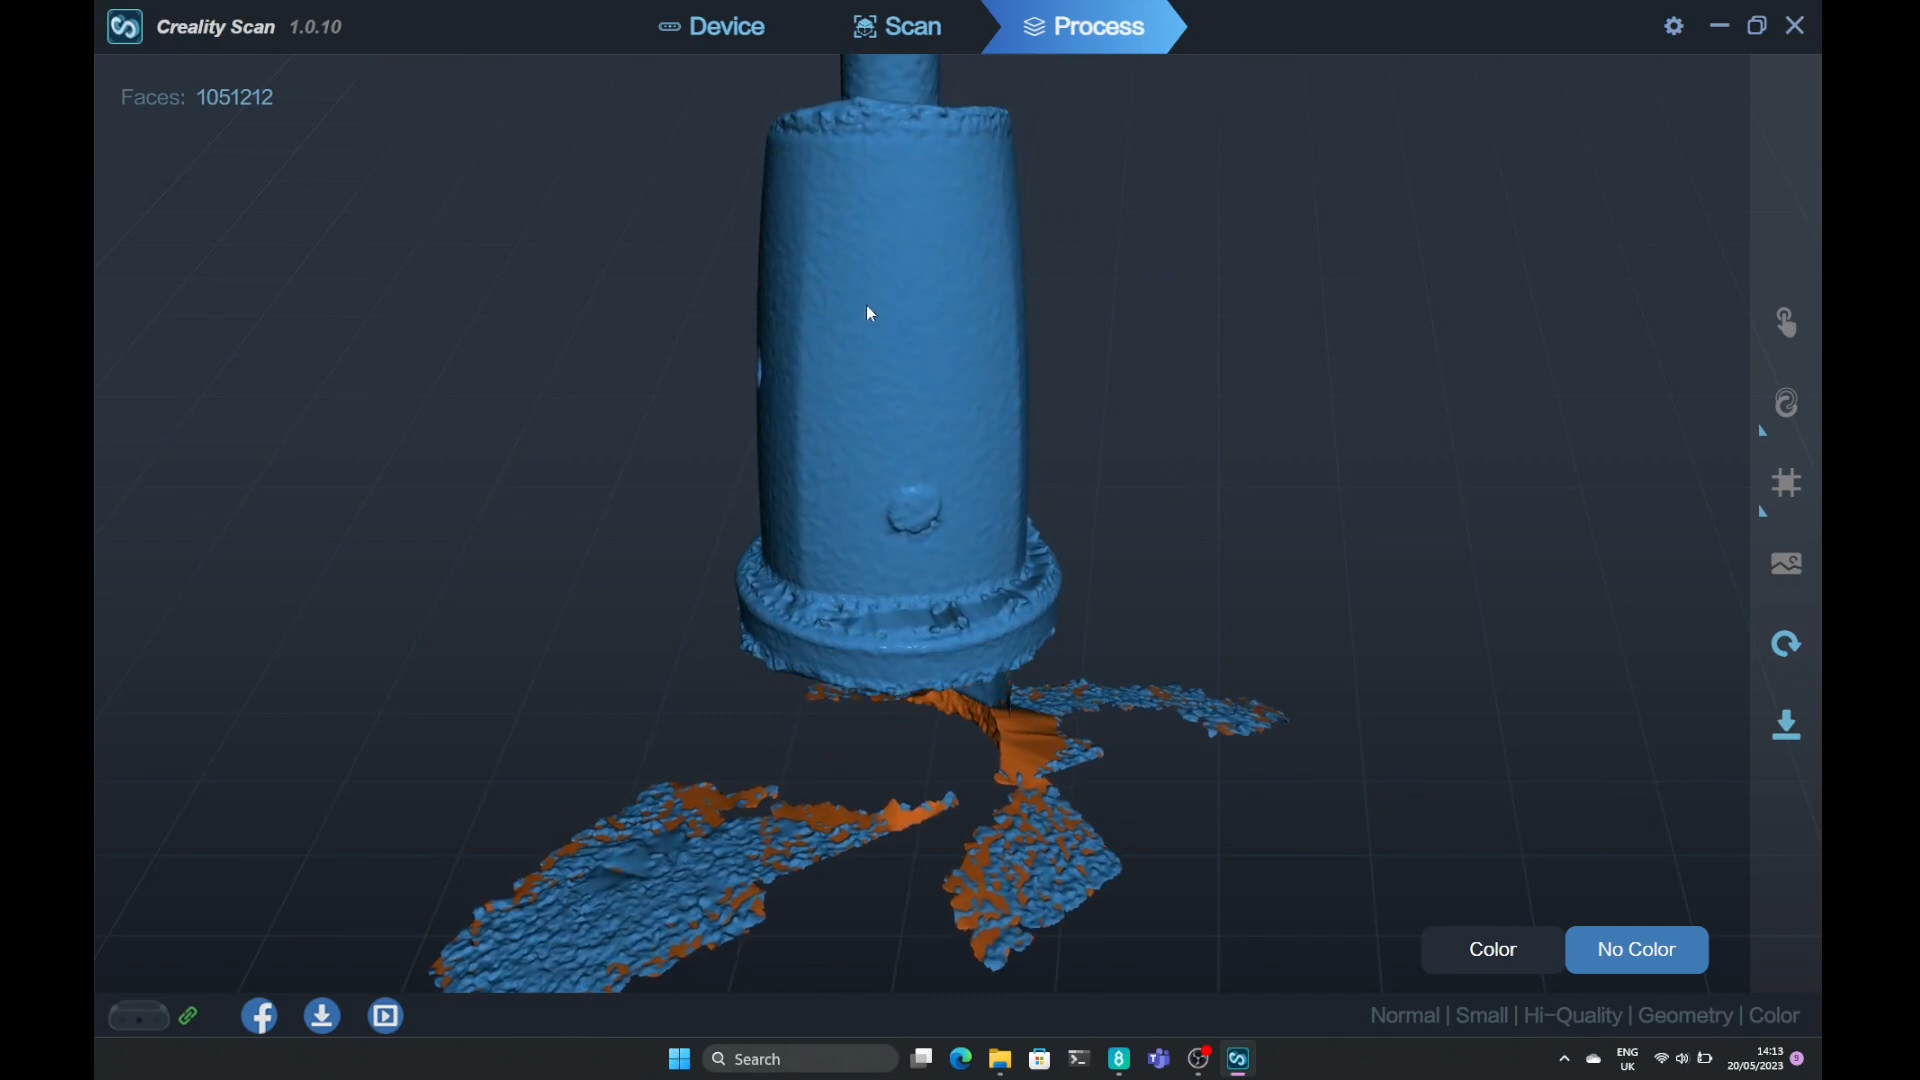 Creality Scan 1.0.10
Device
Scan
Process
Faces: 1051212
Color
No Color
Normal | Small | Hi-Quality | Geometry | Color
Search
ENG
UK
14:13
20/05/2023
9